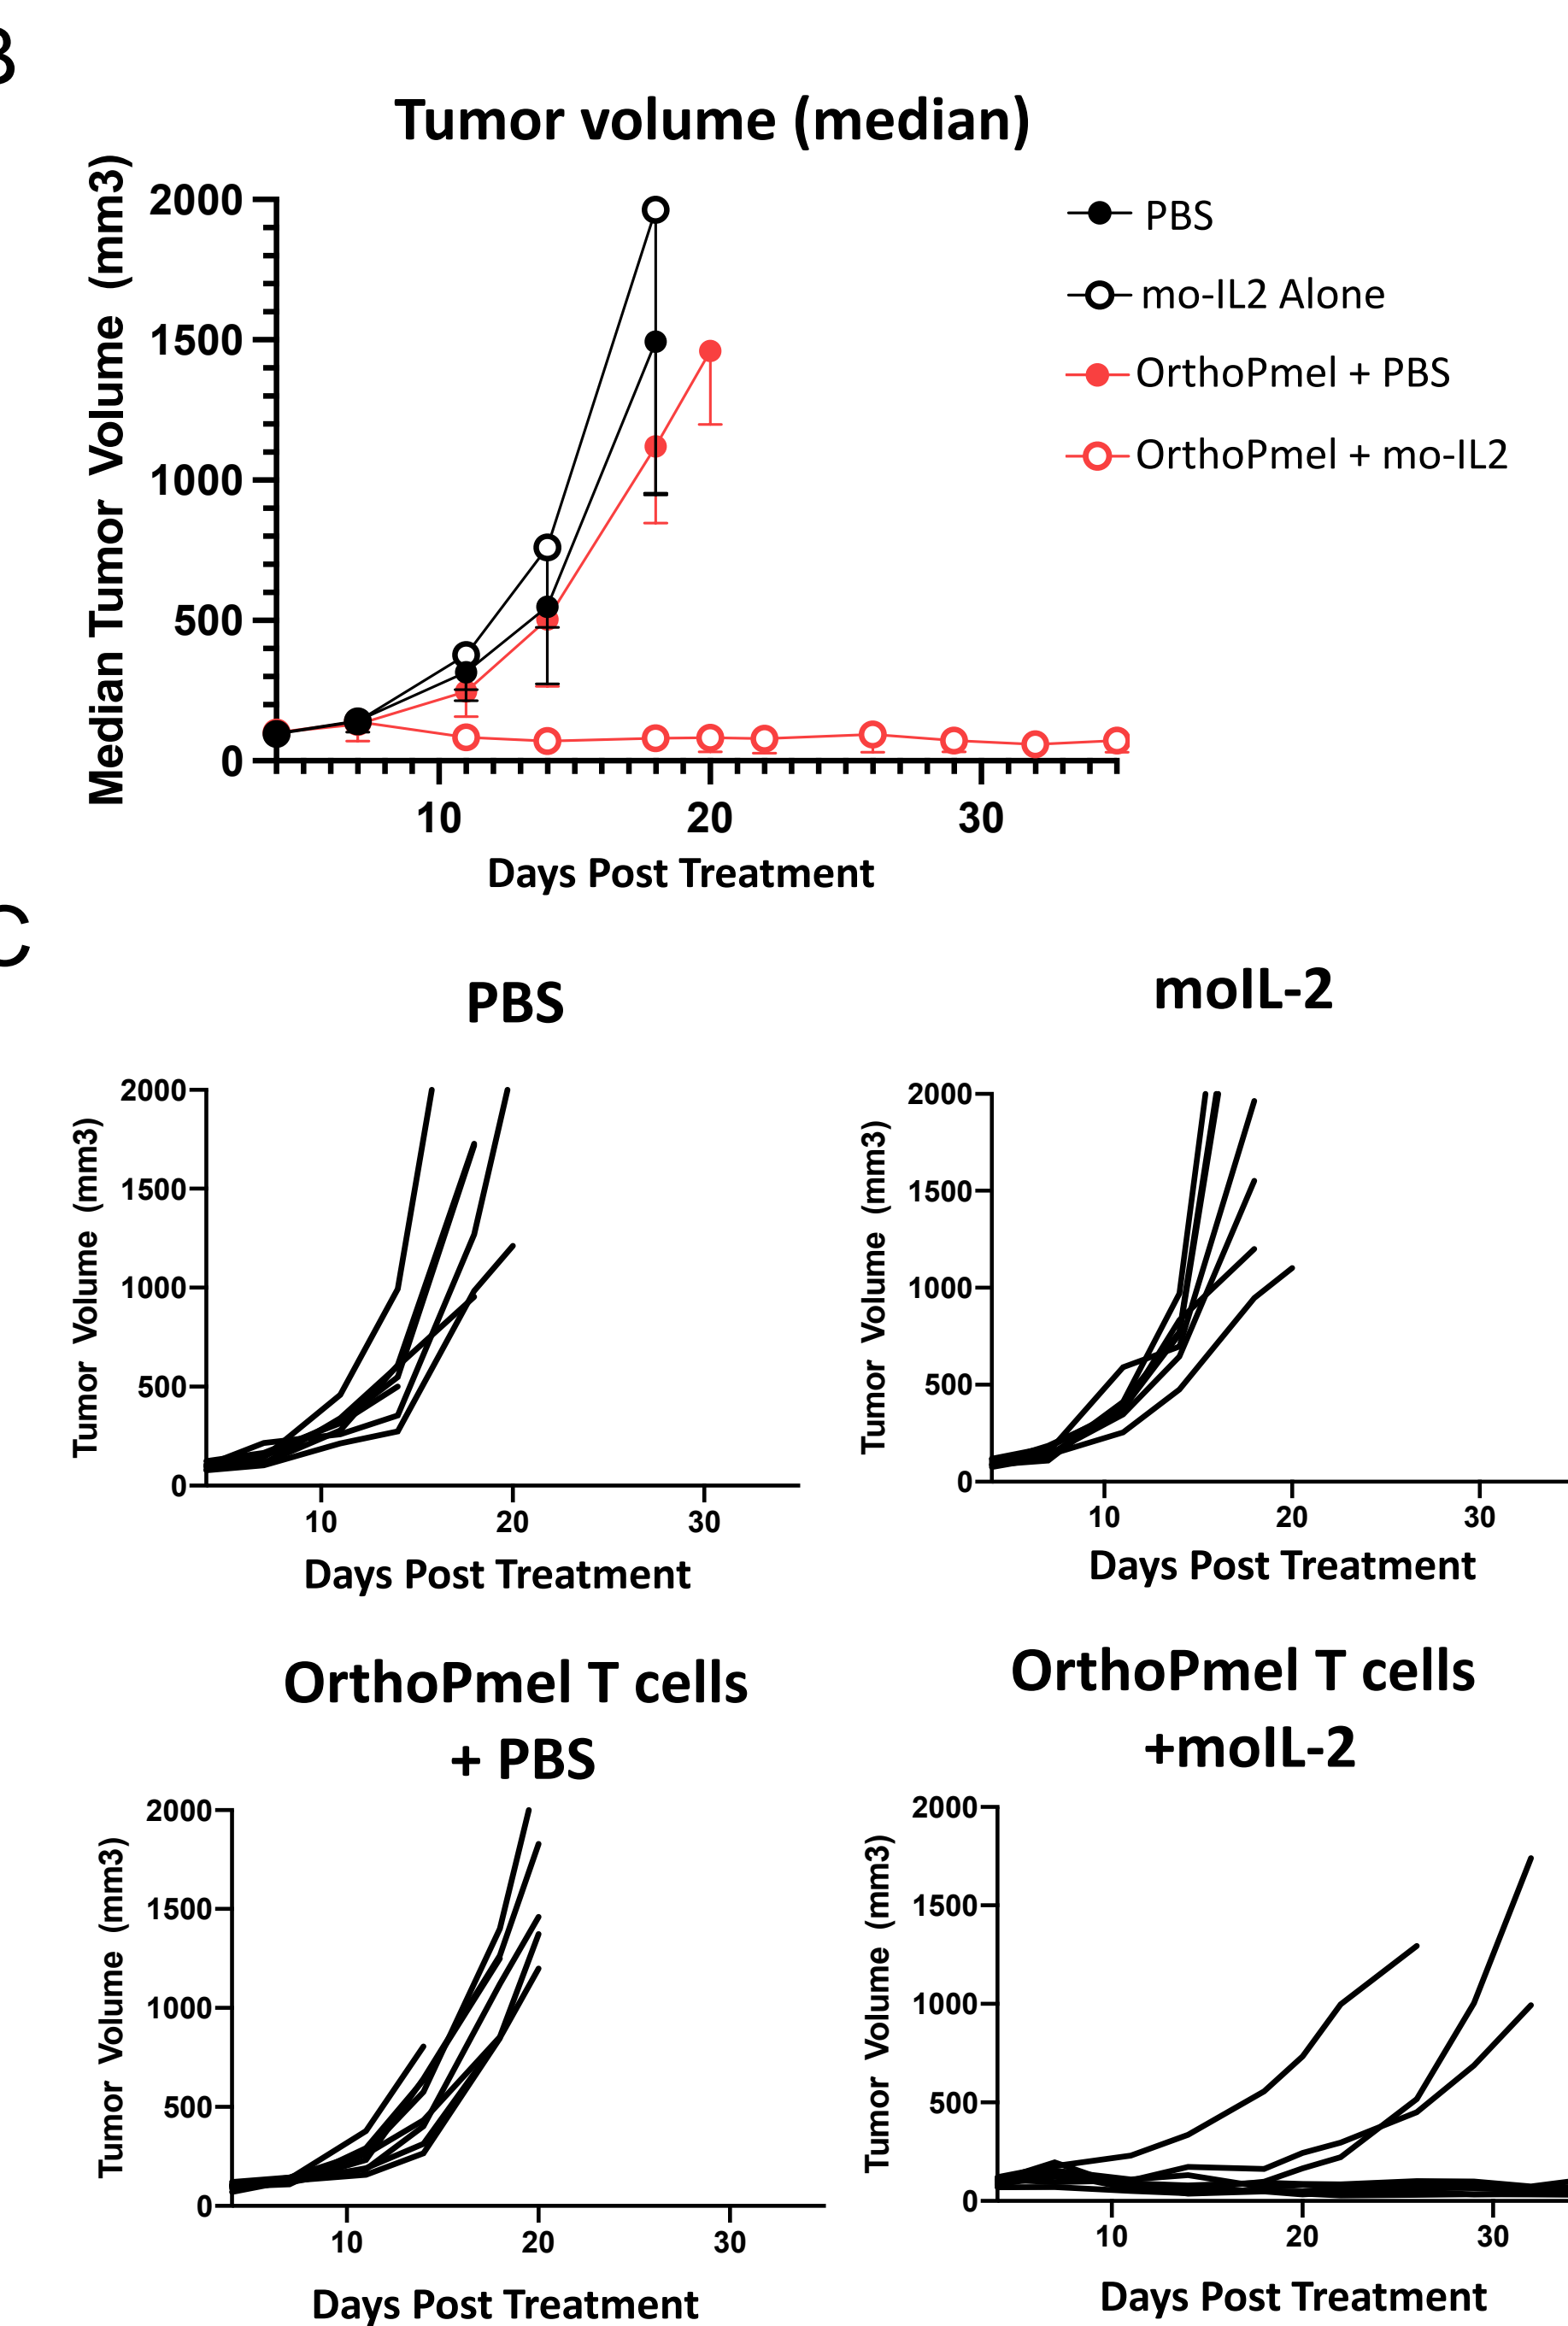 B
Tumor volume (median)
Median Tumor Volume (mm3)
2000
1500
1000
500
0
10 20 30
Days Post Treatment
PBS
mo-IL2 Alone
OrthoPmel + PBS
OrthoPmel + mo-IL2
C
PBS
Tumor Volume (mm3)
2000
1500
1000
500
0
10 20 30
Days Post Treatment
moIL-2
Tumor Volume (mm3)
2000
1500
1000
500
0
10 20 30
Days Post Treatment
OrthoPmel T cells
+ PBS
Tumor Volume (mm3)
2000
1500
1000
500
0
10 20 30
Days Post Treatment
OrthoPmel T cells
+moIL-2
Tumor Volume (mm3)
2000
1500
1000
500
0
10 20 30
Days Post Treatment